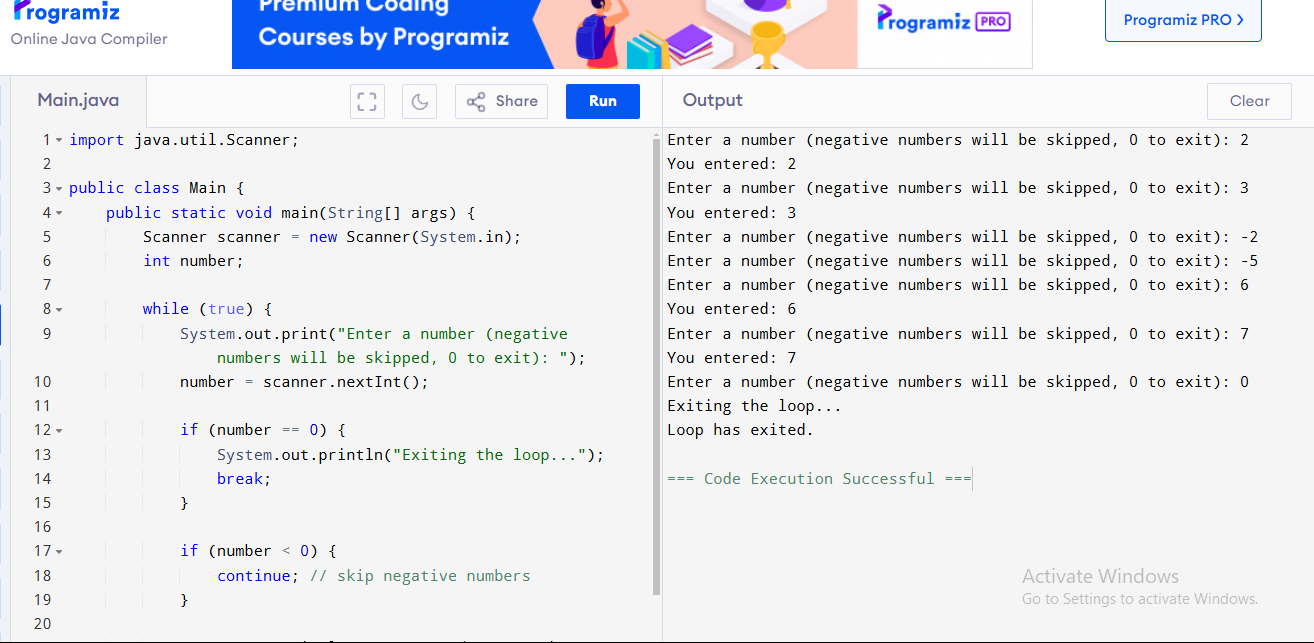 Programiz
Online Java Compiler
Premium Coding
Courses by Programiz
Programiz PRO
Programiz PRO >
Main.java
Share
Run
Output
Clear
1 import java.util.Scanner;
2
3 public class Main {
4 public static void main(String[] args) {
5 Scanner scanner = new Scanner(System.in);
6 int number;
7
8 while (true) {
9 System.out.print("Enter a number (negative
numbers will be skipped, 0 to exit): ");
10 number = scanner.nextInt();
11
12 if (number == 0) {
13 System.out.println("Exiting the loop...");
14 break;
15 }
16
17 if (number < 0) {
18 continue; // skip negative numbers
19 }
20
Enter a number (negative numbers will be skipped, 0 to exit): 2
You entered: 2
Enter a number (negative numbers will be skipped, 0 to exit): 3
You entered: 3
Enter a number (negative numbers will be skipped, 0 to exit): -2
Enter a number (negative numbers will be skipped, 0 to exit): -5
Enter a number (negative numbers will be skipped, 0 to exit): 6
You entered: 6
Enter a number (negative numbers will be skipped, 0 to exit): 7
You entered: 7
Enter a number (negative numbers will be skipped, 0 to exit): 0
Exiting the loop...
Loop has exited.
=== Code Execution Successful ===
Activate Windows
Go to Settings to activate Windows.